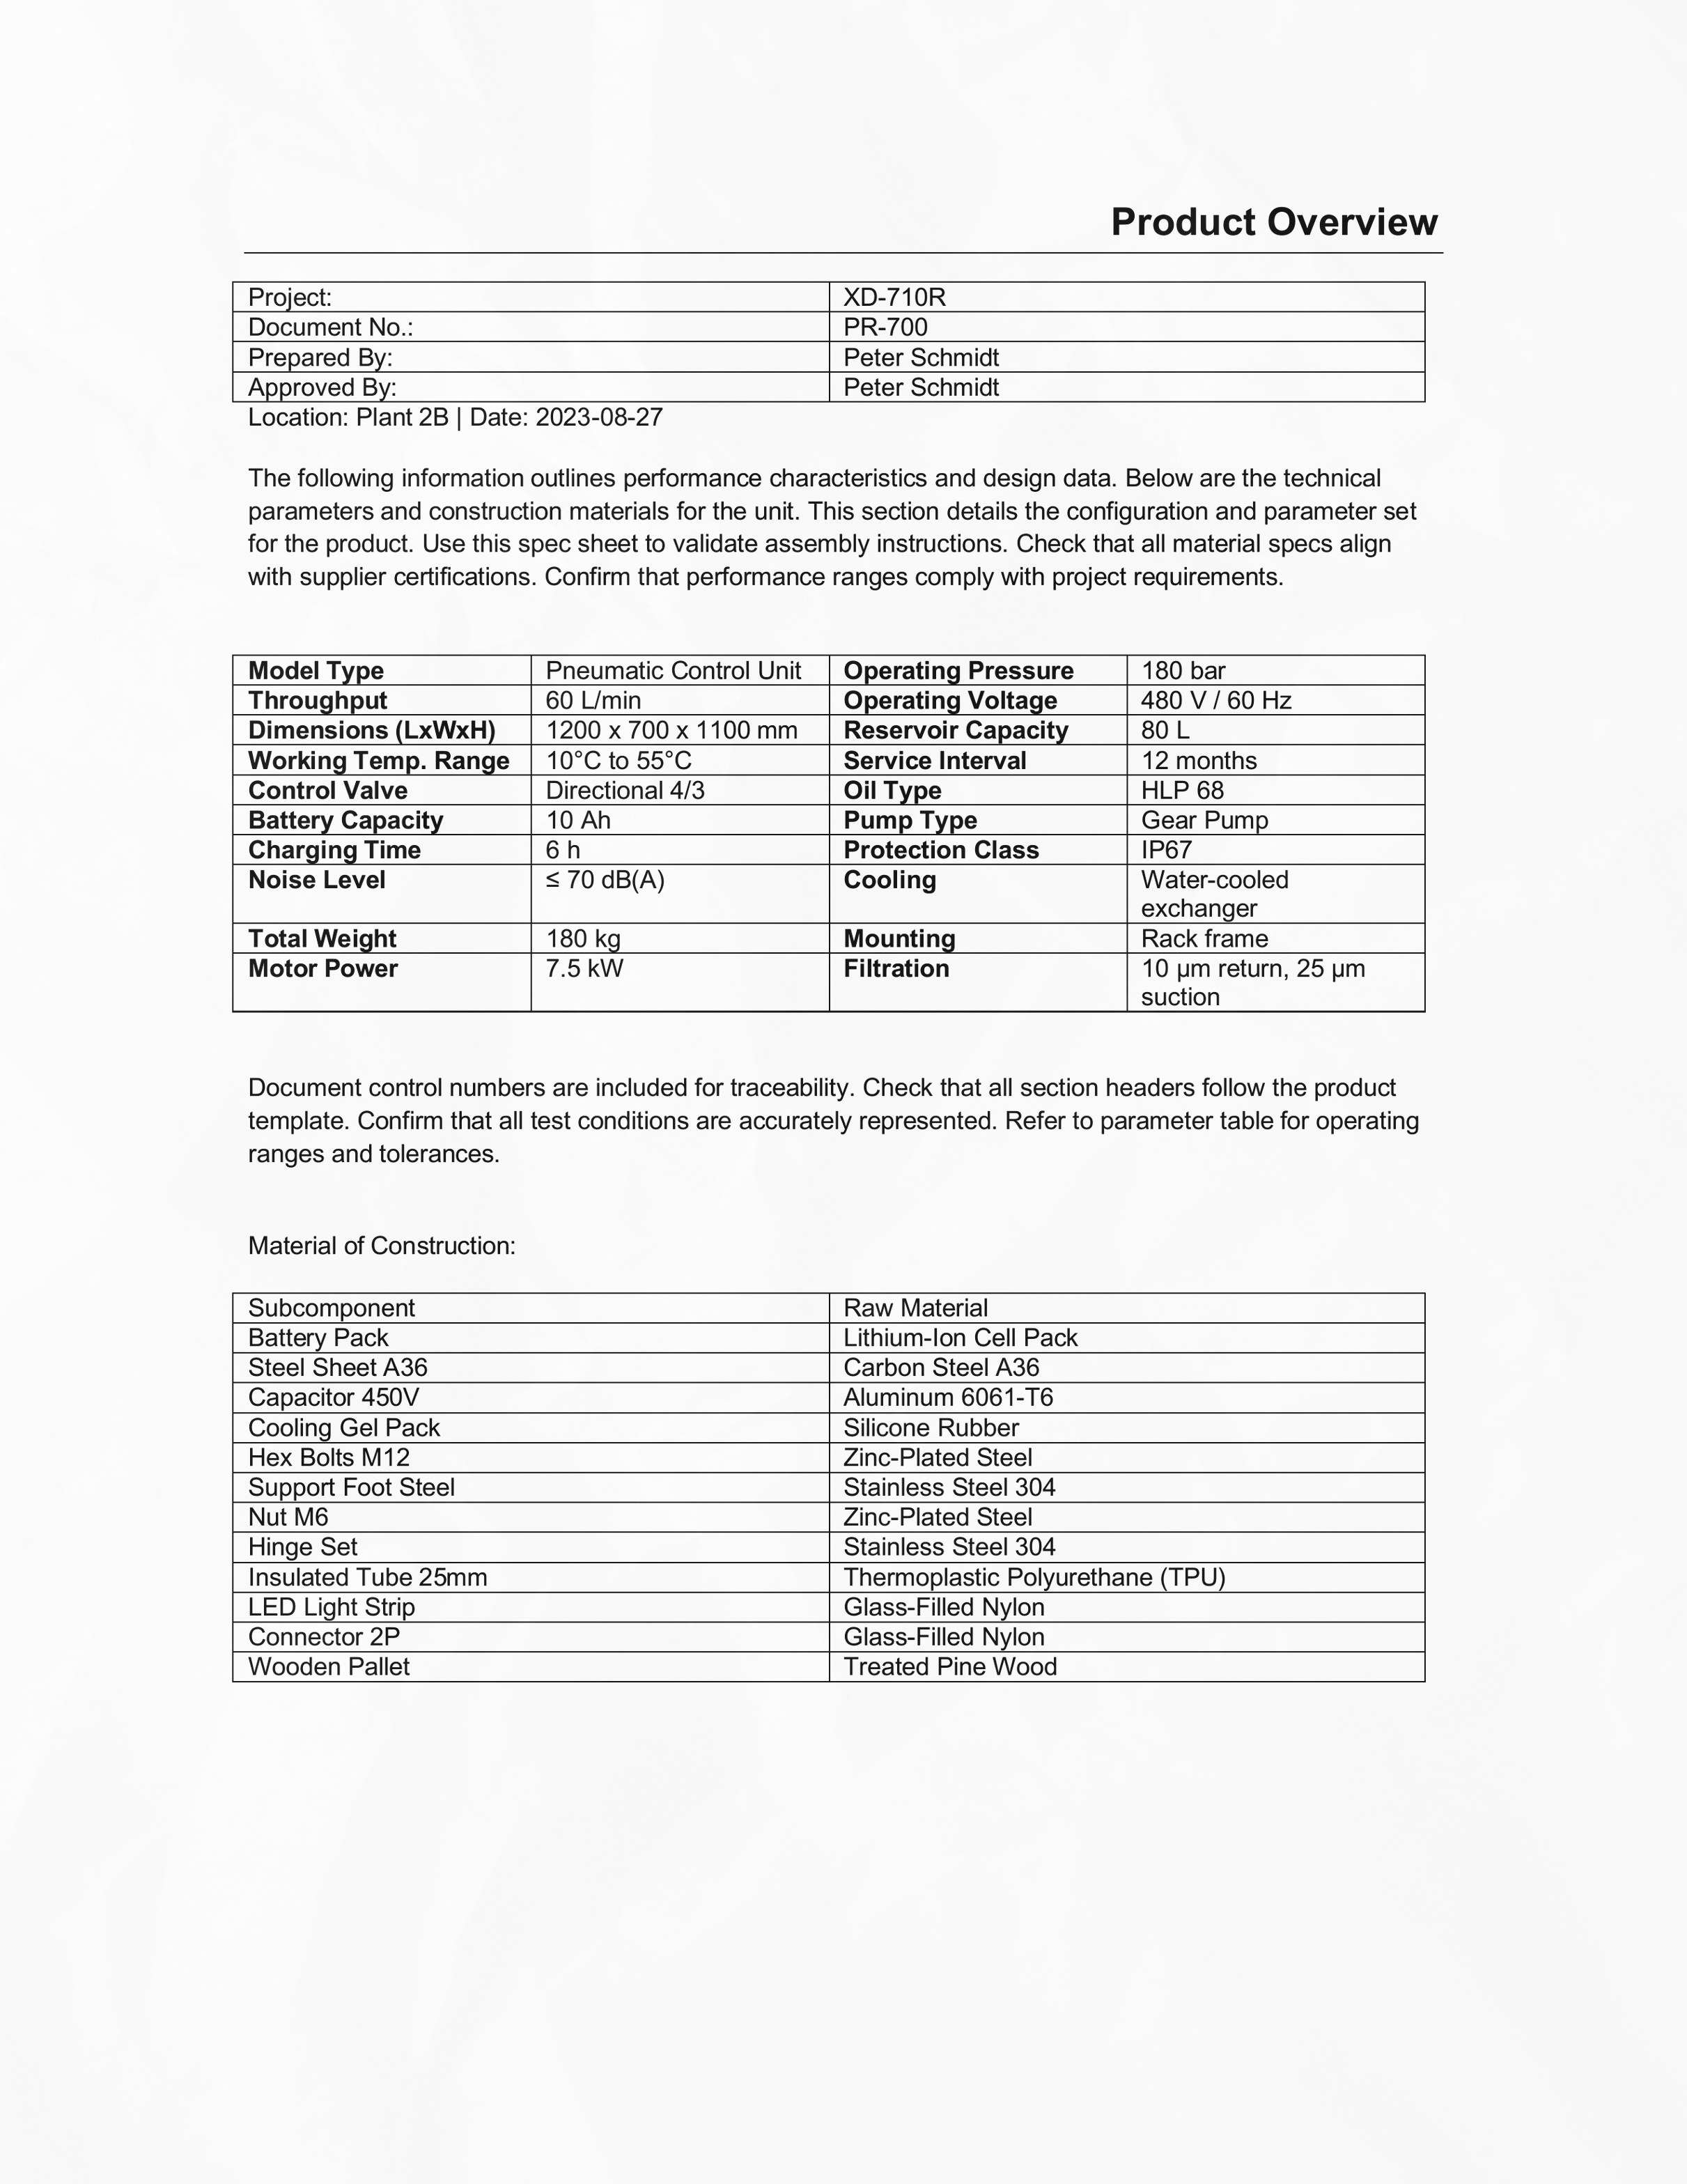 Product Overview
Project: XD-710R
Document No.: PR-700
Prepared By: Peter Schmidt
Approved By: Peter Schmidt
Location: Plant 2B | Date: 2023-08-27
The following information outlines performance characteristics and design data. Below are the technical
parameters and construction materials for the unit. This section details the configuration and parameter set
for the product. Use this spec sheet to validate assembly instructions. Check that all material specs align
with supplier certifications. Confirm that performance ranges comply with project requirements.
Model Type Pneumatic Control Unit Operating Pressure 180 bar
Throughput 60 L/min Operating Voltage 480 V / 60 Hz
Dimensions (LxWxH) 1200 x 700 x 1100 mm Reservoir Capacity 80 L
Working Temp. Range 10°C to 55°C Service Interval 12 months
Control Valve Directional 4/3 Oil Type HLP 68
Battery Capacity 10 Ah Pump Type Gear Pump
Charging Time 6 h Protection Class IP67
Noise Level ≤ 70 dB(A) Cooling Water-cooled
exchanger
Total Weight 180 kg Mounting Rack frame
Motor Power 7.5 kW Filtration 10 µm return, 25 µm
suction
Document control numbers are included for traceability. Check that all section headers follow the product
template. Confirm that all test conditions are accurately represented. Refer to parameter table for operating
ranges and tolerances.
Material of Construction:
Subcomponent Raw Material
Battery Pack Lithium-Ion Cell Pack
Steel Sheet A36 Carbon Steel A36
Capacitor 450V Aluminum 6061-T6
Cooling Gel Pack Silicone Rubber
Hex Bolts M12 Zinc-Plated Steel
Support Foot Steel Stainless Steel 304
Nut M6 Zinc-Plated Steel
Hinge Set Stainless Steel 304
Insulated Tube 25mm Thermoplastic Polyurethane (TPU)
LED Light Strip Glass-Filled Nylon
Connector 2P Glass-Filled Nylon
Wooden Pallet Treated Pine Wood